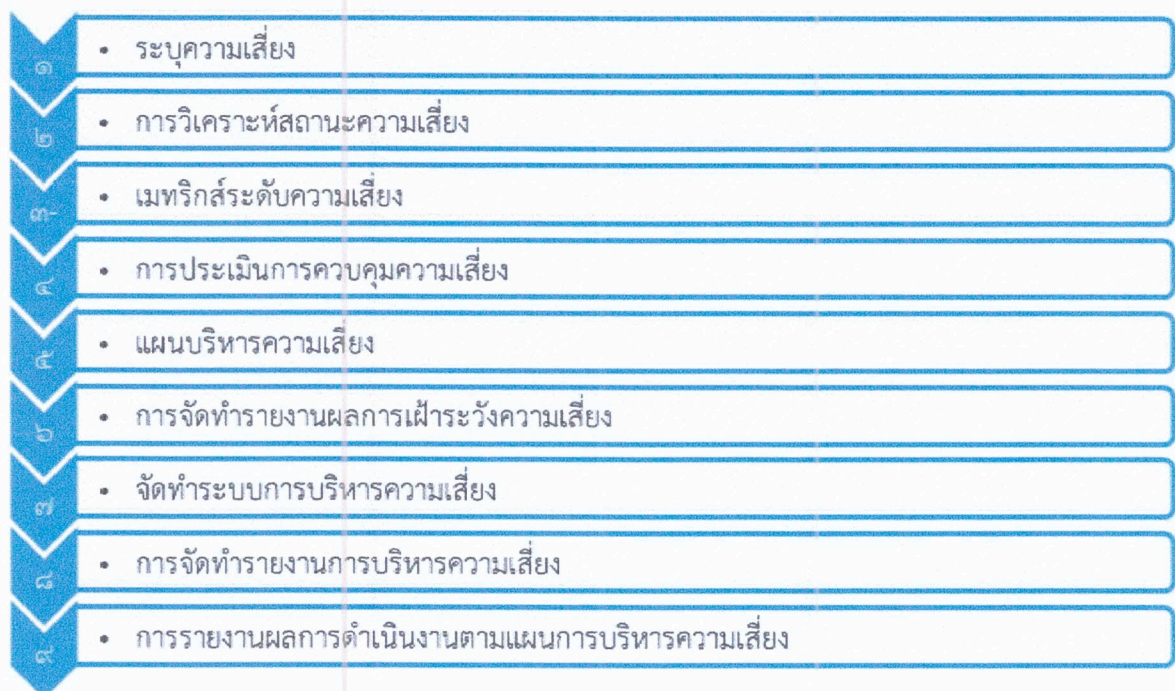 ๑
• ระบุความเสี่ยง
๒
• การวิเคราะห์สถานะความเสี่ยง
๓-
• เมทริกส์ระดับความเสี่ยง
๔
• การประเมินการควบคุมความเสี่ยง
๕
• แผนบริหารความเสี่ยง
๖
• การจัดทำรายงานผลการเฝ้าระวังความเสี่ยง
๗
• จัดทำระบบการบริหารความเสี่ยง
๘
• การจัดทำรายงานการบริหารความเสี่ยง
๙
• การรายงานผลการดำเนินงานตามแผนการบริหารความเสี่ยง